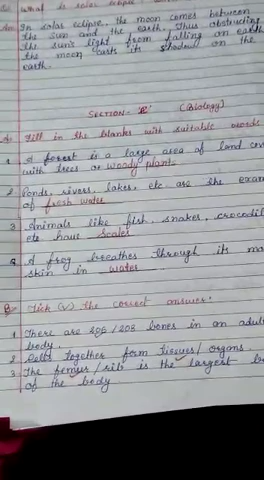 what is solar eclipse
In solar eclipse, the moon comes between
the sun and the earth. Thus obstructing
the sun's light from falling on earth
the moon casts its shadow on the
earth.
SECTION - "C" (Biology)
A. Fill in the blanks with suitable words
1. A forest is a large area of land cov
with trees or woody plant
2. Ponds, rivers, lakes, etc are the exam
of fresh water
3. Animals like fish, snakes, crocodil
etc have scales
4. A frog breathes through its mo
skin in water
B. Tick (√) the correct answer:
1. There are 206/208 bones in an adul
body.
2. Cells together form tissues/organs
3. The femur/rib is the largest b
of the body